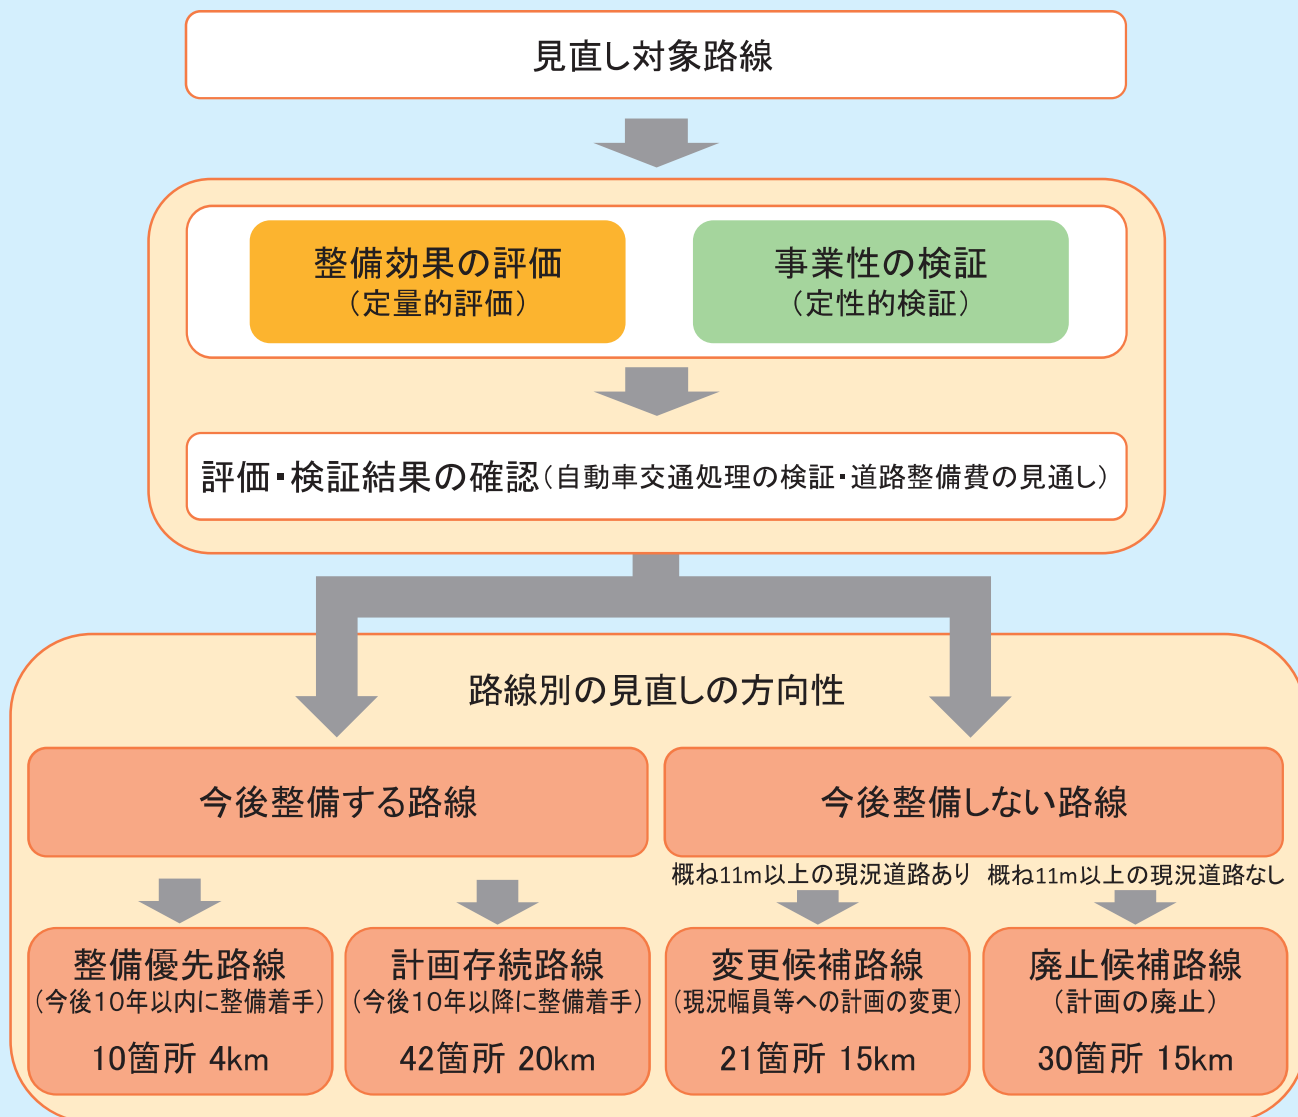 見直し対象路線
整備効果の評価
（定量的評価）
事業性の検証
（定性的検証）
評価・検証結果の確認（自動車交通処理の検証・道路整備費の見通し）
路線別の見直しの方向性
今後整備する路線
今後整備しない路線
概ね11m以上の現況道路あり
概ね11m以上の現況道路なし
整備優先路線
（今後10年以内に整備着手）
10箇所 4km
計画存続路線
（今後10年以降に整備着手）
42箇所 20km
変更候補路線
（現況幅員等への計画の変更）
21箇所 15km
廃止候補路線
（計画の廃止）
30箇所 15km